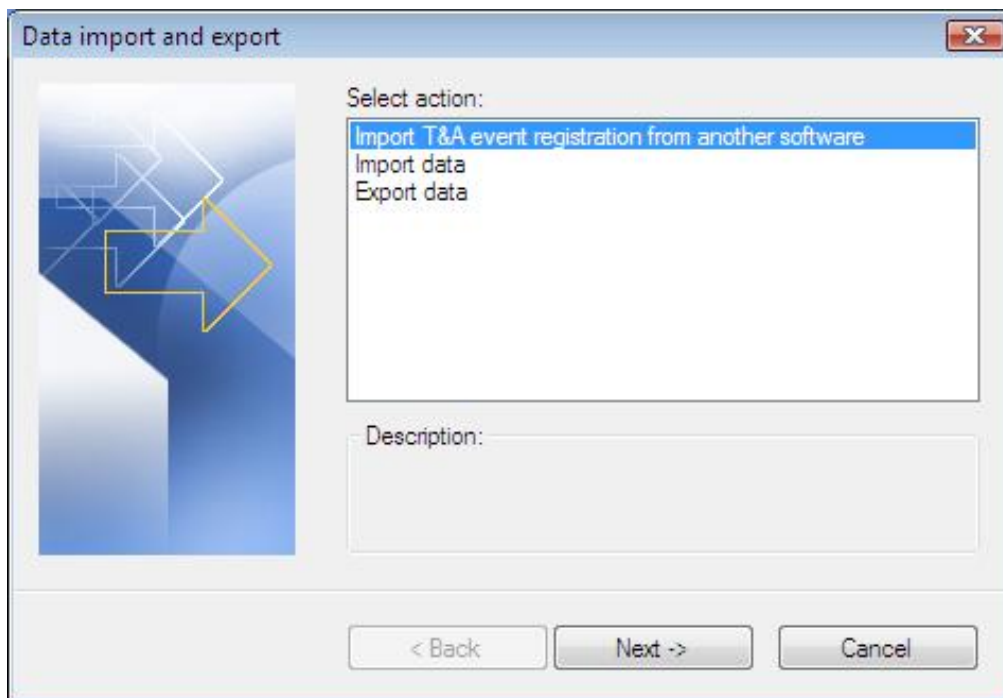 Data import and export
Select action:
Import T&A event registration from another software
Import data
Export data
Description:
< Back
Next ->
Cancel